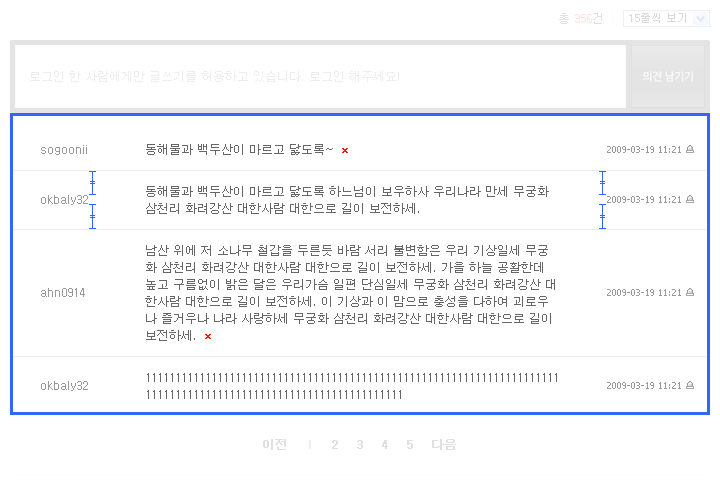 총 356건 15줄씩 보기
로그인 한 사람에게만 글쓰기를 허용하고 있습니다. 로그인 해주세요!
의견 남기기
sogoonii 동해물과 백두산이 마르고 닳도록~ 2009-03-19 11:21
okbaly32 동해물과 백두산이 마르고 닳도록 하느님이 보우하사 우리나라 만세 무궁화 2009-03-19 11:21
삼천리 화려강산 대한사람 대한으로 길이 보전하세.
남산 위에 저 소나무 철갑을 두른듯 바람 서리 불변함은 우리 기상일세 무궁
화 삼천리 화려강산 대한사람 대한으로 길이 보전하세. 가을 하늘 공활한데
높고 구름없이 밝은 달은 우리가슴 일편 단심일세 무궁화 삼천리 화려강산 대
ahn0914 한사람 대한으로 길이 보전하세. 이 기상과 이 맘으로 충성을 다하여 괴로우 2009-03-19 11:21
나 즐거우나 나라 사랑하세 무궁화 삼천리 화려강산 대한사람 대한으로 길이
보전하세.
okbaly32 2009-03-19 11:21
이전 1 2 3 4 5 다음